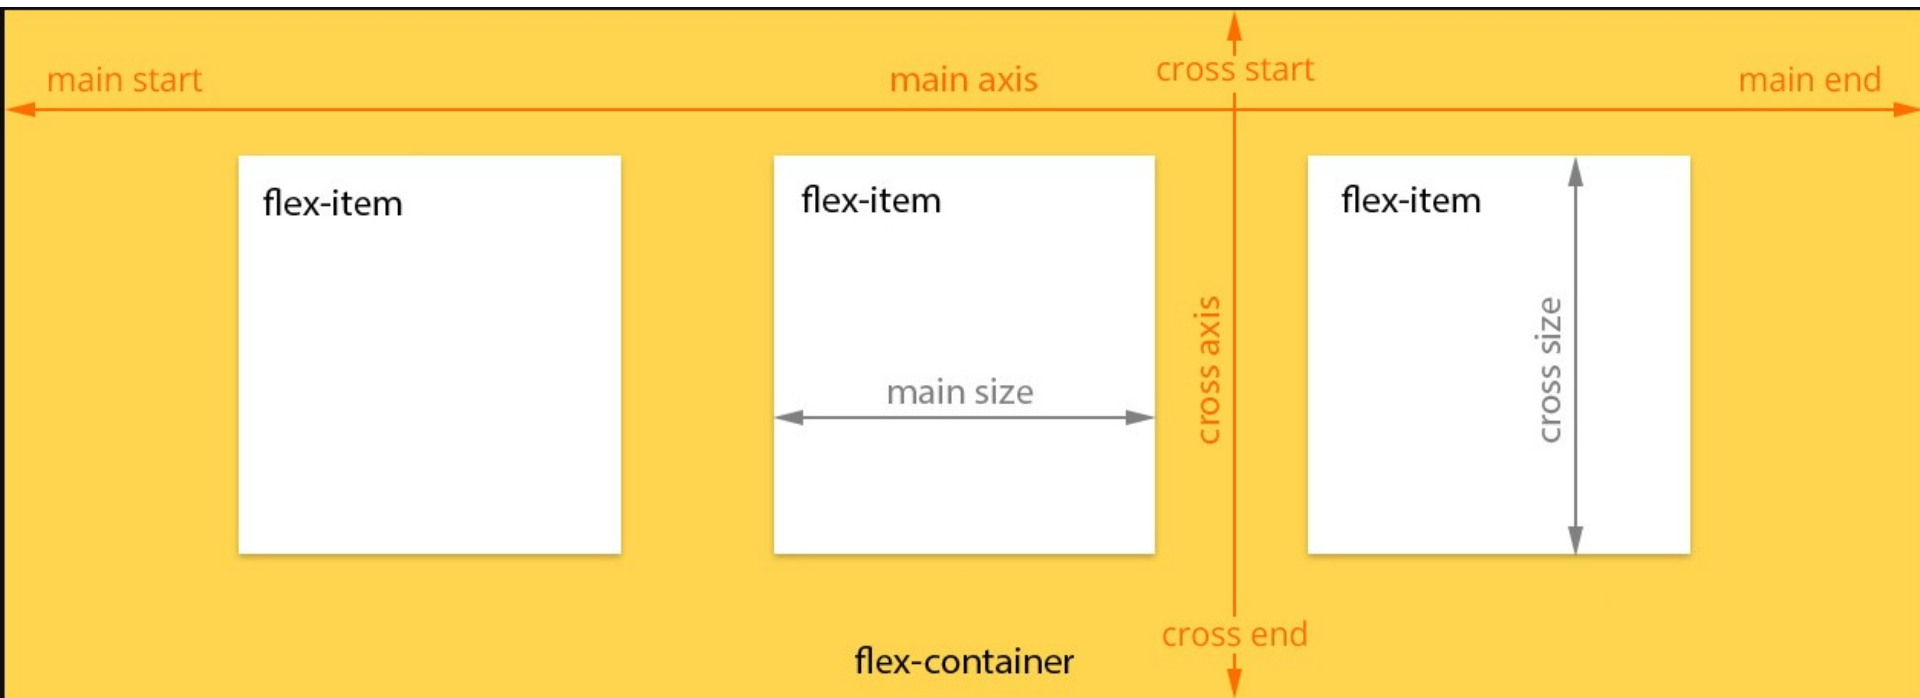 main start
main axis
cross start
main end
flex-item
flex-item
flex-item
main size
cross axis
cross size
cross end
flex-container